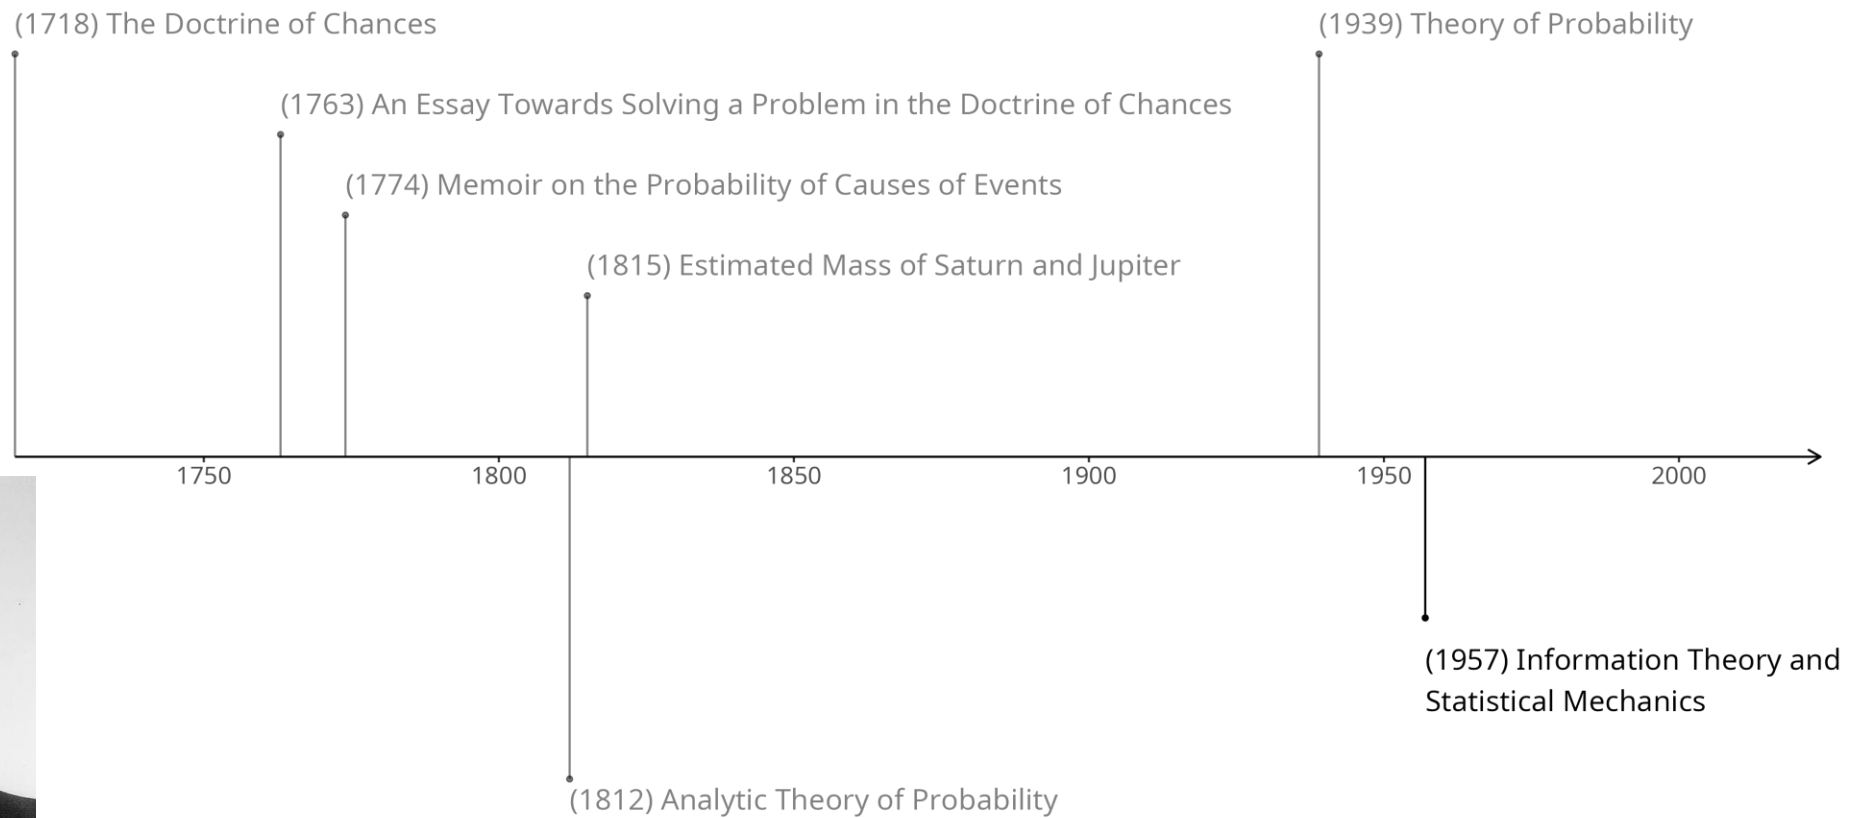 (1718) The Doctrine of Chances
(1939) Theory of Probability
(1763) An Essay Towards Solving a Problem in the Doctrine of Chances
(1774) Memoir on the Probability of Causes of Events
(1815) Estimated Mass of Saturn and Jupiter
1750 1800 1850 1900 1950 2000
(1957) Information Theory and
Statistical Mechanics
(1812) Analytic Theory of Probability